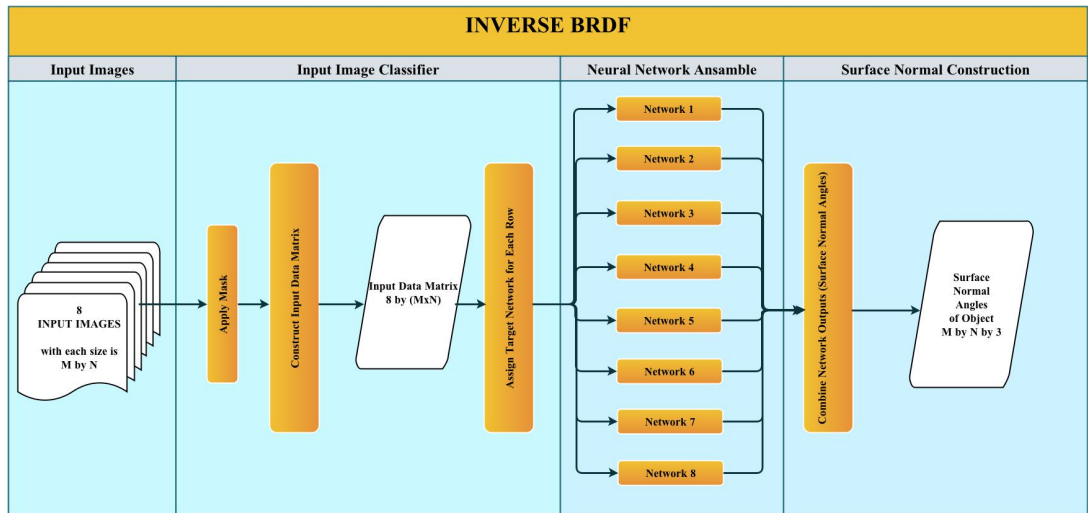 INVERSE BRDF
Input Images
Input Image Classifier
Neural Network Ansamble
Surface Normal Construction
8
INPUT IMAGES
with each size is
M by N
Apply Mask
Construct Input Data Matrix
Input Data Matrix
8 by (MxN)
Assign Target Network for Each Row
Network 1
Network 2
Network 3
Network 4
Network 5
Network 6
Network 7
Network 8
Combine Network Outputs (Surface Normal Angles)
Surface
Normal
Angles
of Object
M by N by 3